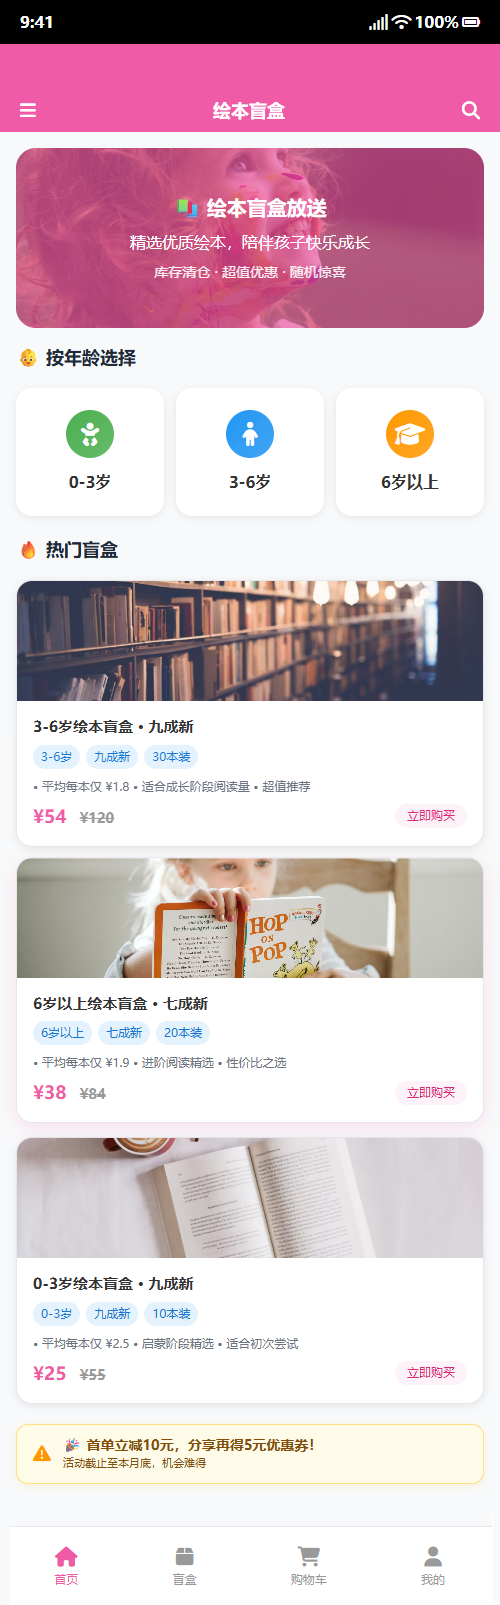 9:41
100%
绘本盲盒
绘本盲盒放送
精选优质绘本，陪伴孩子快乐成长
库存清仓 · 超值优惠 · 随机惊喜
按年龄选择
0-3岁
3-6岁
6岁以上
热门盲盒
3-6岁绘本盲盒 • 九成新
3-6岁 九成新 30本装
• 平均每本仅 ¥1.8 • 适合成长阶段阅读量 • 超值推荐
¥54 ¥120 立即购买
HOP
ON
POP
6岁以上绘本盲盒 • 七成新
6岁以上 七成新 20本装
• 平均每本仅 ¥1.9 • 进阶阅读精选 • 性价比之选
¥38 ¥84 立即购买
0-3岁绘本盲盒 • 九成新
0-3岁 九成新 10本装
• 平均每本仅 ¥2.5 • 启蒙阶段精选 • 适合初次尝试
¥25 ¥55 立即购买
首单立减10元，分享再得5元优惠券！
活动截止至本月底，机会难得
首页
盲盒
购物车
我的